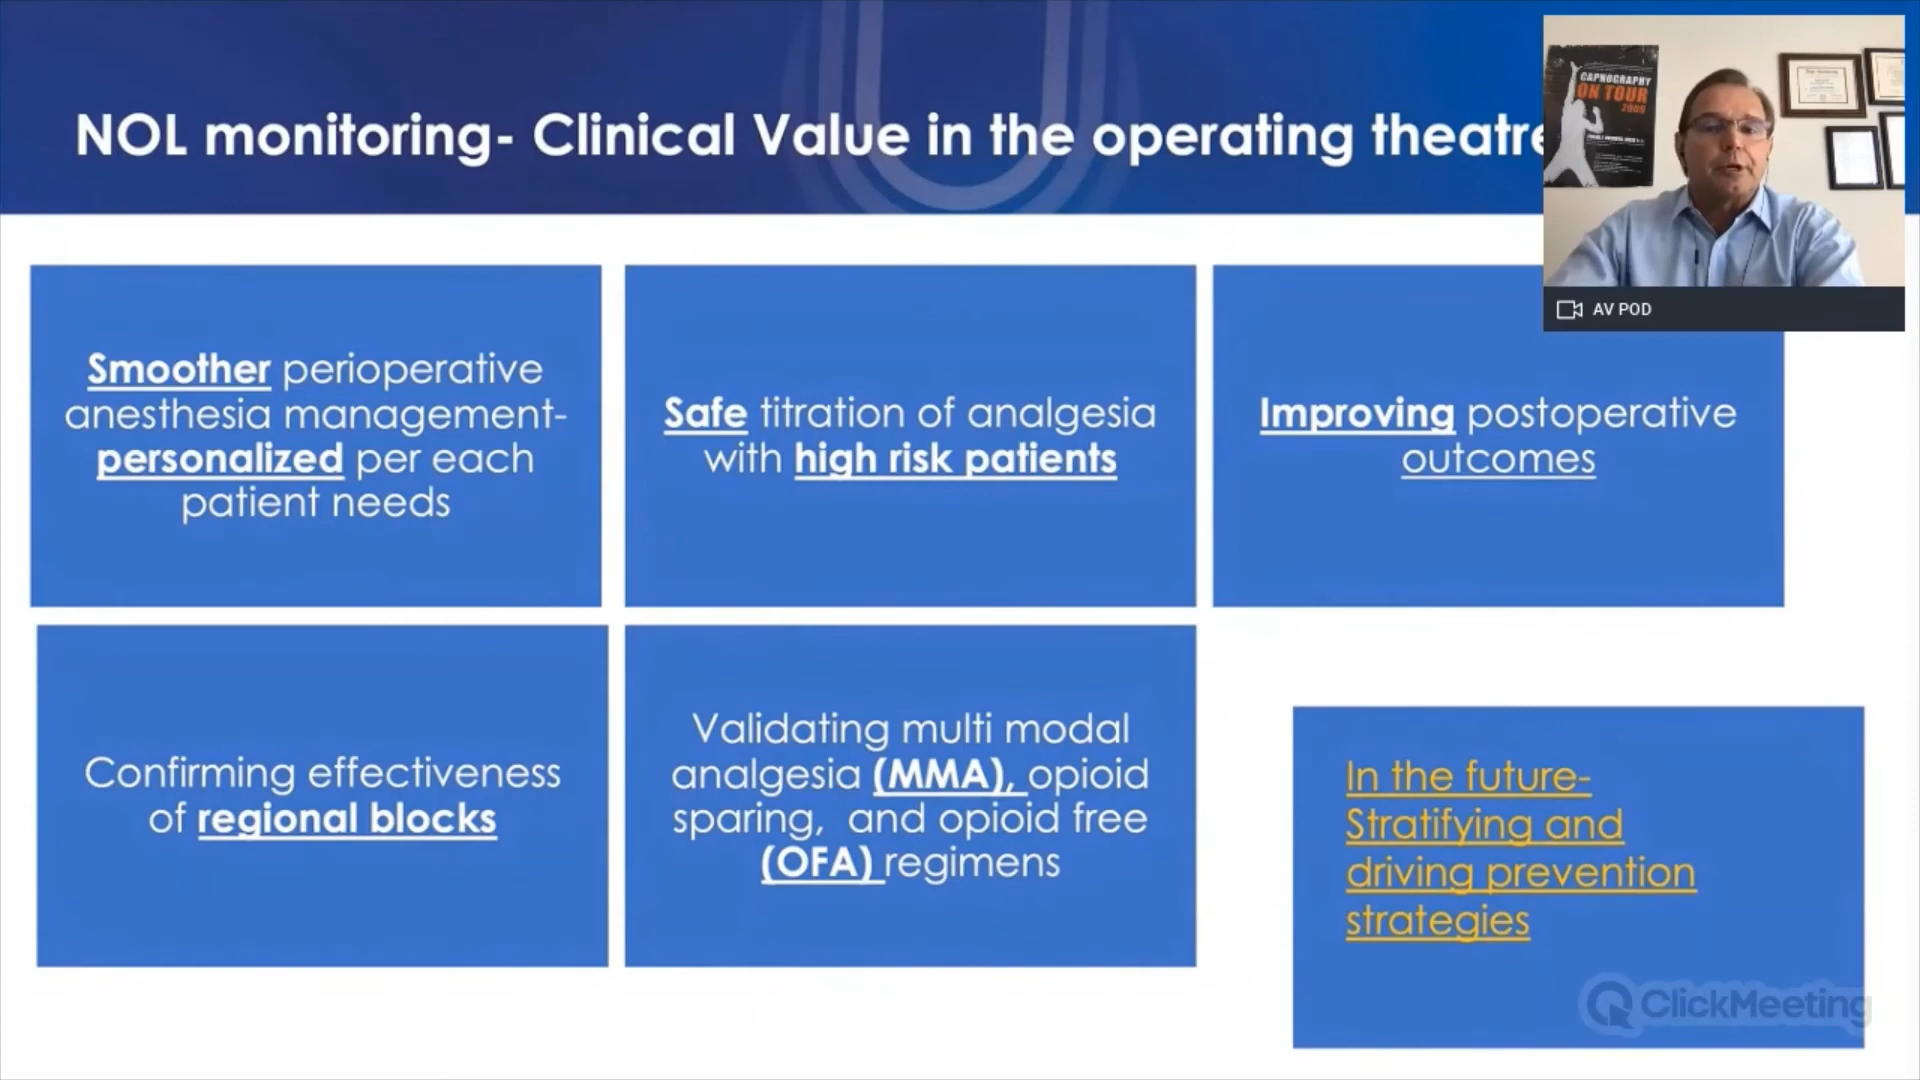 NOL monitoring- Clinical Value in the operating theatre
CAPNOGRAPHY
ON TOUR
2009
AV POD
Smoother perioperative
anesthesia management-
personalized per each
patient needs
Safe titration of analgesia
with high risk patients
Improving postoperative
outcomes
Confirming effectiveness
of regional blocks
Validating multi modal
analgesia (MMA), opioid
sparing, and opioid free
(OFA) regimens
In the future-
Stratifying and
driving prevention
strategies
ClickMeeting